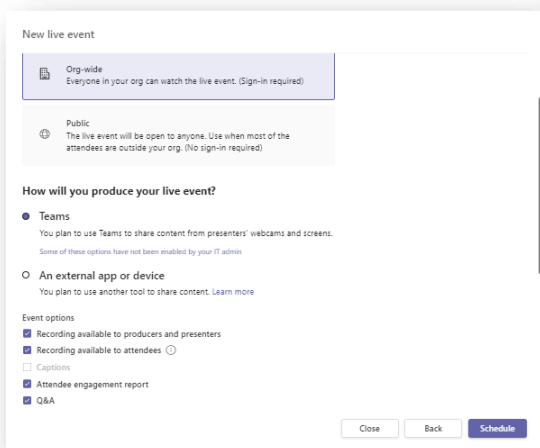 New live event
Org-wide
Everyone in your org can watch the live event. (Sign-in required)
Public
The live event will be open to anyone. Use when most of the
attendees are outside your org. (No sign-in required)
How will you produce your live event?
Teams
You plan to use Teams to share content from presenters' webcams and screens.
Some of these options have not been enabled by your IT admin
An external app or device
You plan to use another tool to share content. Learn more
Event options
Recording available to producers and presenters
Recording available to attendees
Captions
Attendee engagement report
Q&A
Close Back Schedule